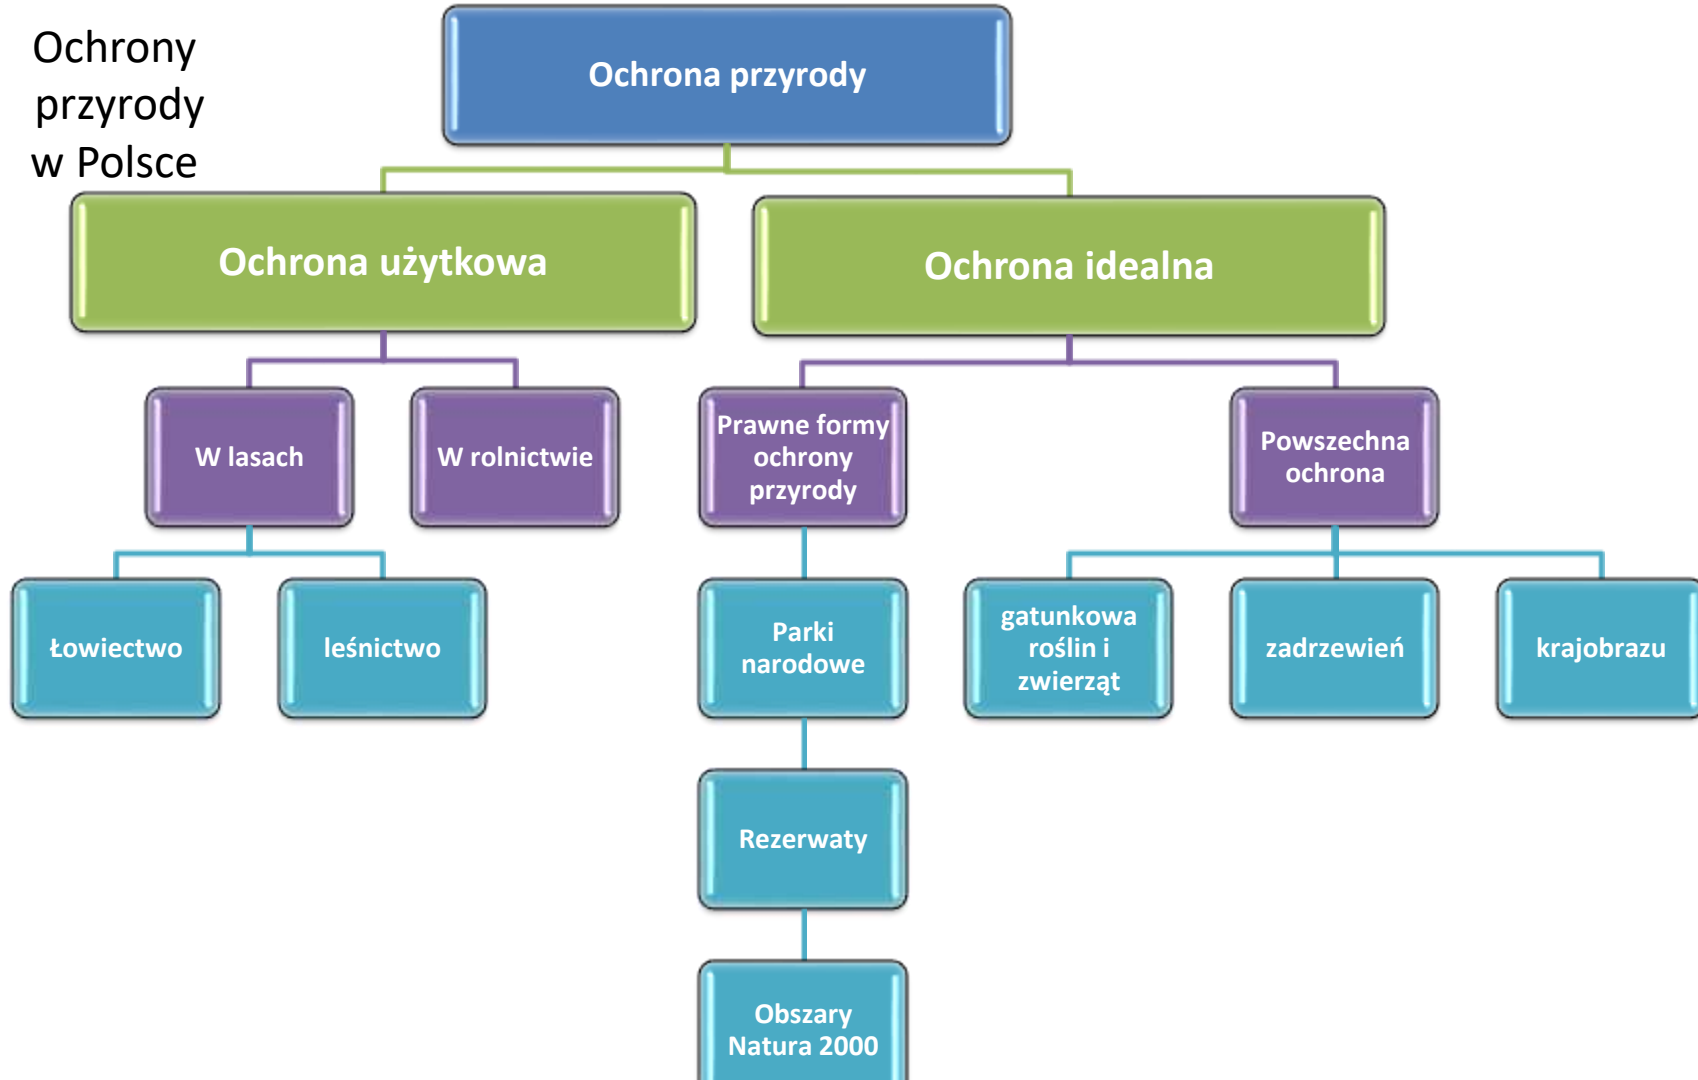 Ochrony
przyrody
w Polsce
Ochrona przyrody
Ochrona użytkowa
Ochrona idealna
W lasach
W rolnictwie
Prawne formy
ochrony
przyrody
Powszechna
ochrona
Łowiectwo
leśnictwo
Parki
narodowe
gatunkowa
roślin i
zwierząt
zadrzewień
krajobrazu
Rezerwaty
Obszary
Natura 2000